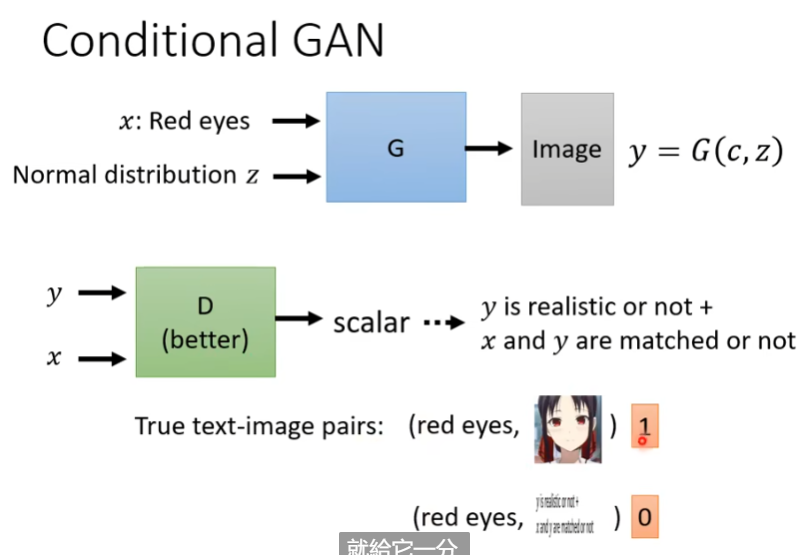 Conditional GAN
x: Red eyes
Normal distribution z
G
Image
y = G(c, z)
y
x
D
(better)
scalar
y is realistic or not +
x and y are matched or not
True text-image pairs: (red eyes, ) 1
(red eyes, y is realistic or not +
x and y are matched or not ) 0
就給它一分